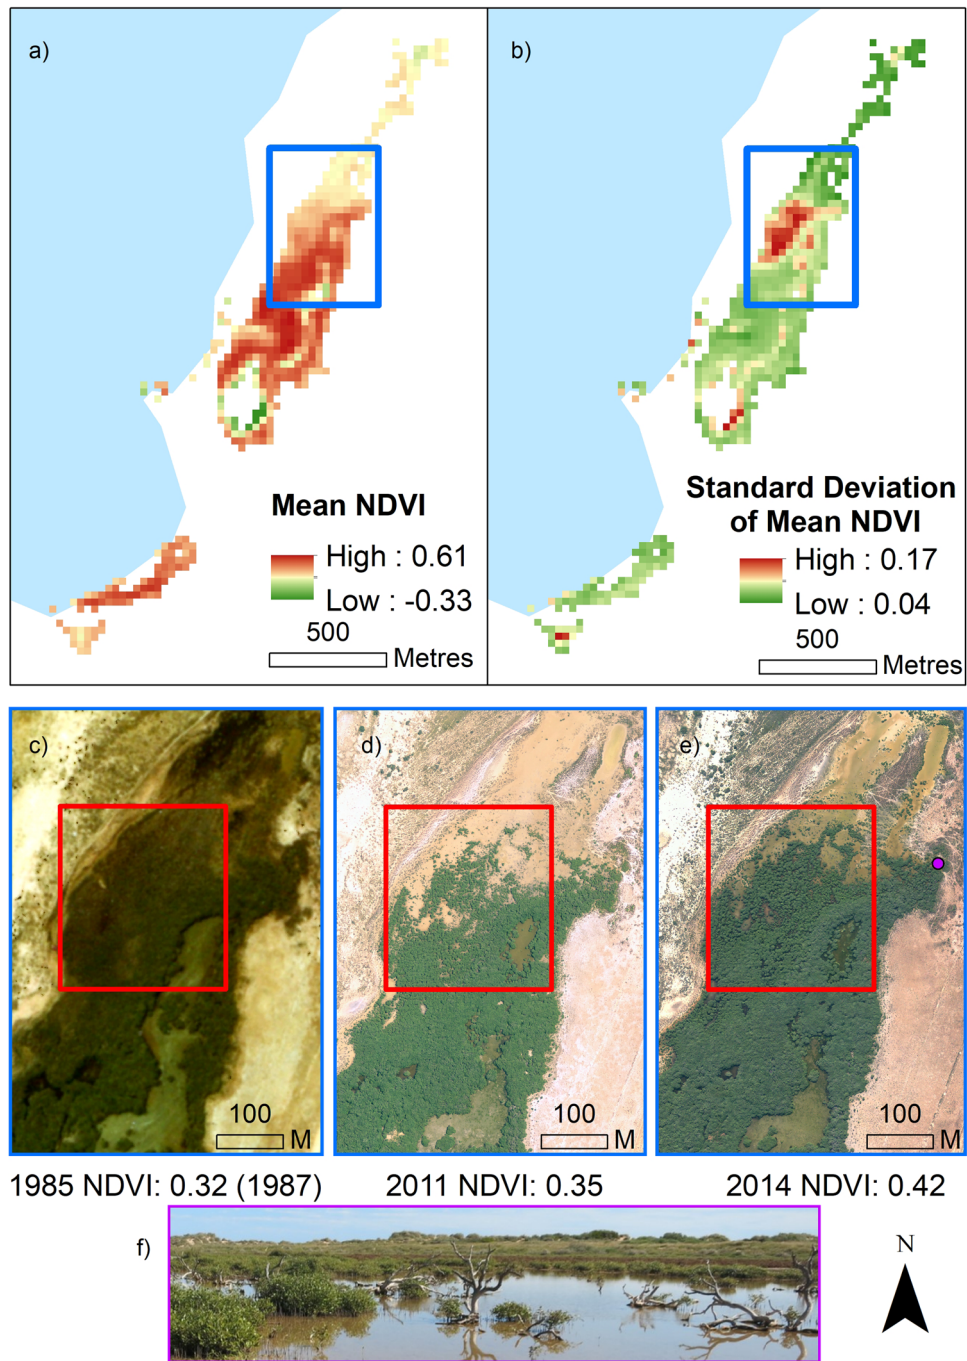 a)
b)
Mean NDVI
High : 0.61
Low : -0.33
500
Metres
Standard Deviation
of Mean NDVI
High : 0.17
Low : 0.04
500
Metres
c)
d)
e)
100
M
100
M
100
M
1985 NDVI: 0.32 (1987)
2011 NDVI: 0.35
2014 NDVI: 0.42
f)
N